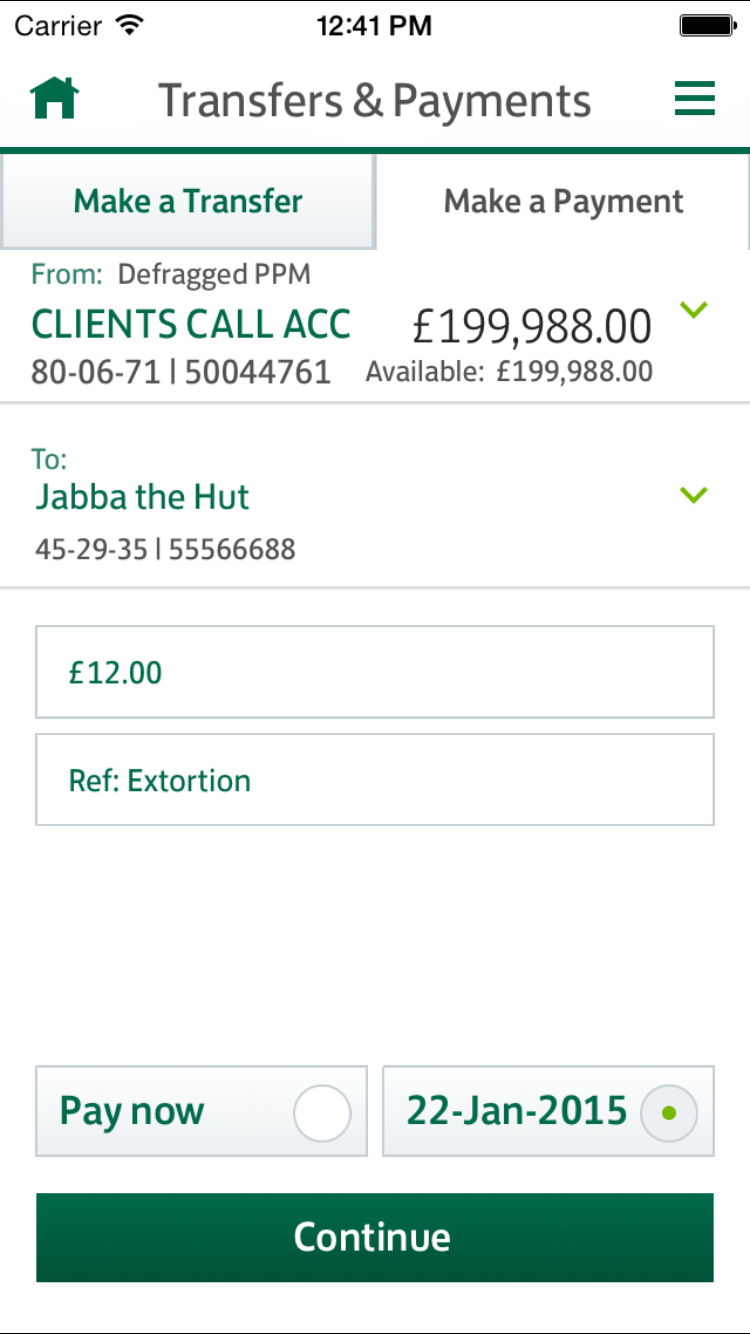 Carrier 12:41 PM
Transfers & Payments
Make a Transfer Make a Payment
From: Defragged PPM
CLIENTS CALL ACC £199,988.00
80-06-71 | 50044761 Available: £199,988.00
To:
Jabba the Hut
45-29-35 | 55566688
£12.00
Ref: Extortion
Pay now 22-Jan-2015
Continue